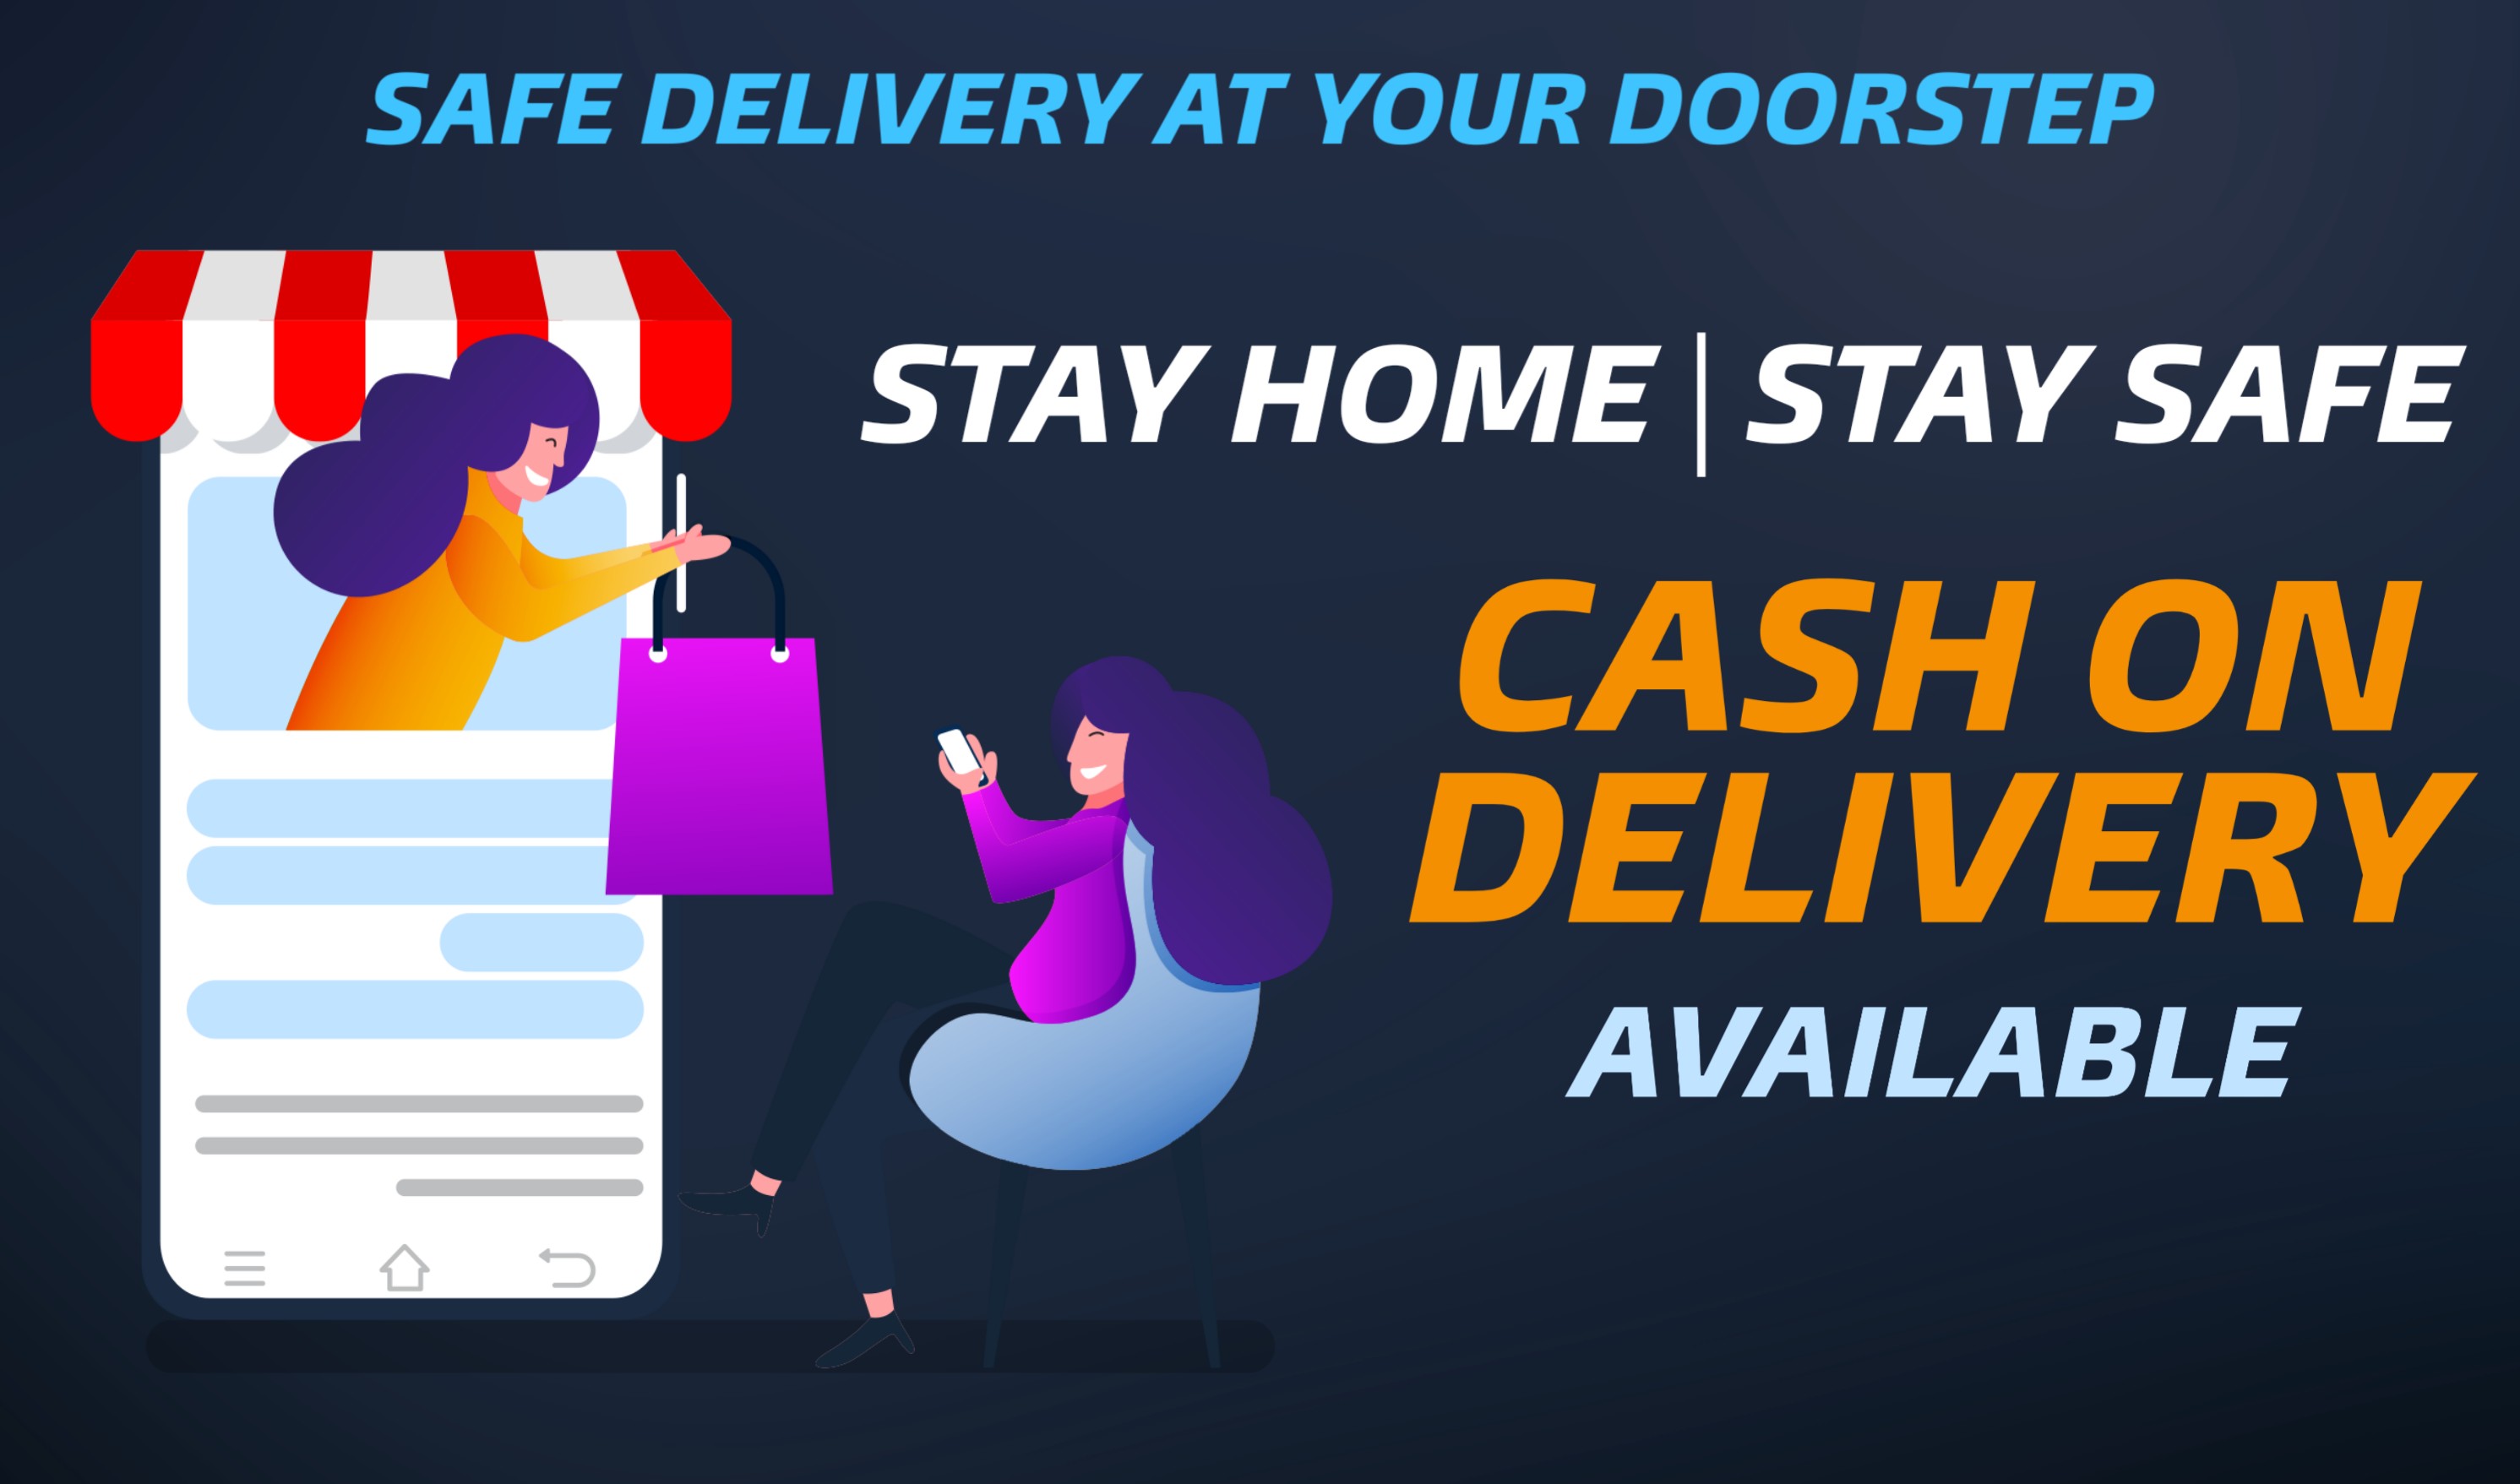 SAFE DELIVERY AT YOUR DOORSTEP
STAY HOME | STAY SAFE
CASH ON
DELIVERY
AVAILABLE